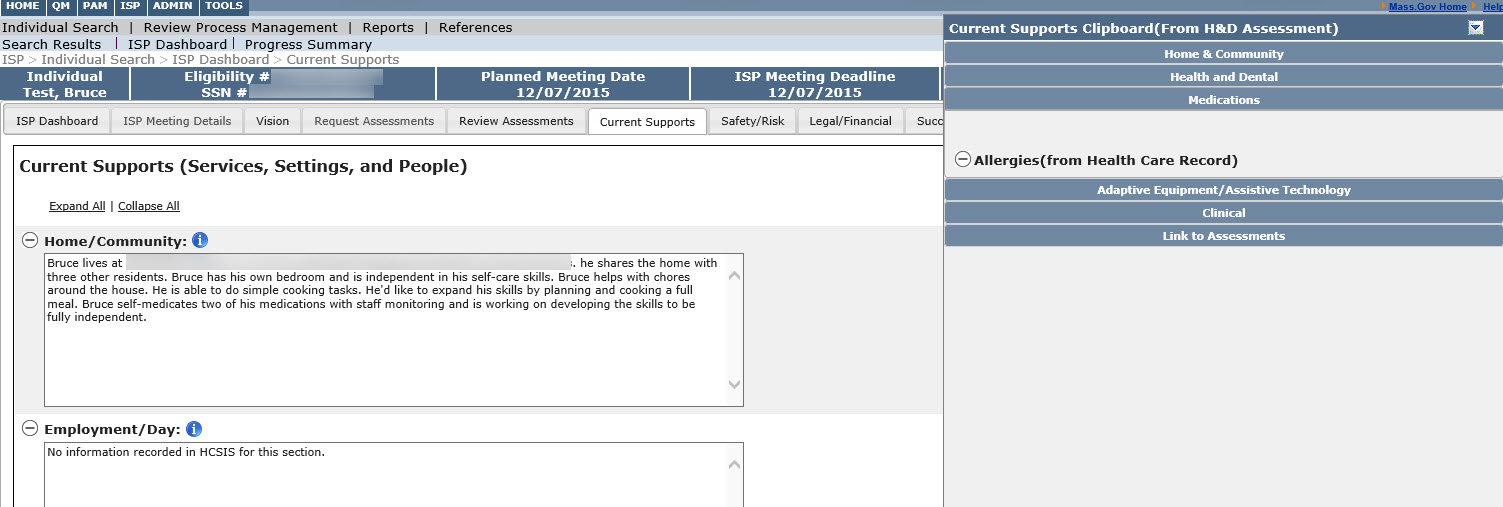 HOME QM PAM ISP ADMIN TOOLS
Mass.Gov Home Help
Individual Search | Review Process Management | Reports | References
Search Results | ISP Dashboard | Progress Summary
ISP > Individual Search > ISP Dashboard > Current Supports
Individual
Test, Bruce
Eligibility #
SSN #
Planned Meeting Date
12/07/2015
ISP Meeting Deadline
12/07/2015
ISP Dashboard ISP Meeting Details Vision Request Assessments Review Assessments Current Supports Safety/Risk Legal/Financial Succ
Current Supports (Services, Settings, and People)
Expand All | Collapse All
Home/Community:
Bruce lives at s. he shares the home with
three other residents. Bruce has his own bedroom and is independent in his self-care skills. Bruce helps with chores
around the house. He is able to do simple cooking tasks. He'd like to expand his skills by planning and cooking a full
meal. Bruce self-medicates two of his medications with staff monitoring and is working on developing the skills to be
fully independent.
Employment/Day:
No information recorded in HCSIS for this section.
Current Supports Clipboard(From H&D Assessment)
Home & Community
Health and Dental
Medications
Allergies(from Health Care Record)
Adaptive Equipment/Assistive Technology
Clinical
Link to Assessments